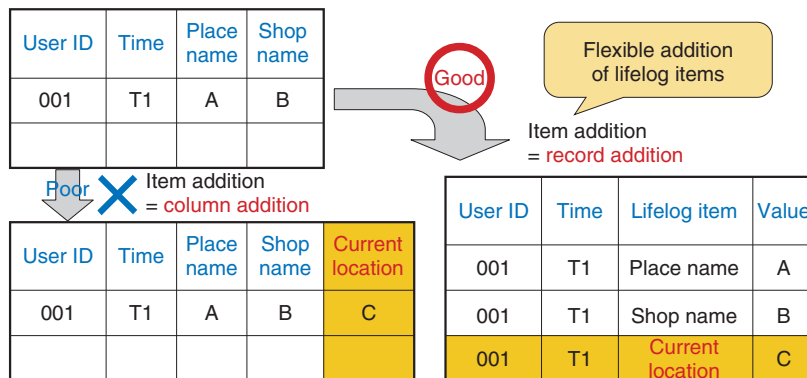 User ID Time Place name Shop name
001 T1 A B
Good
Flexible addition
of lifelog items
Item addition
= record addition
Poor
Item addition
= column addition
User ID Time Place name Shop name Current location
001 T1 A B C
User ID Time Lifelog item Value
001 T1 Place name A
001 T1 Shop name B
001 T1 Current location C